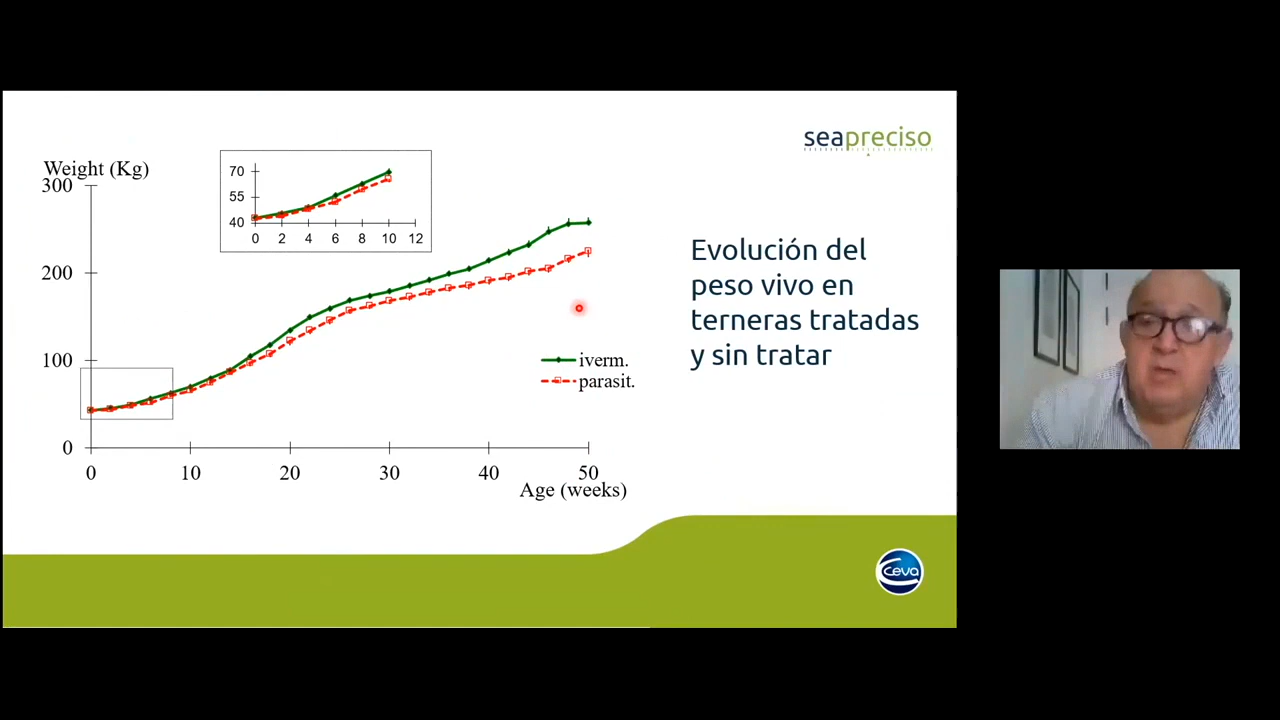 seapreciso
Weight (Kg)
300
200
100
0
0 10 20 30 40 50
Age (weeks)
70
55
40
0 2 4 6 8 10 12
iverm.
parasit.
Evolución del
peso vivo en
terneras tratadas
y sin tratar
Ceva